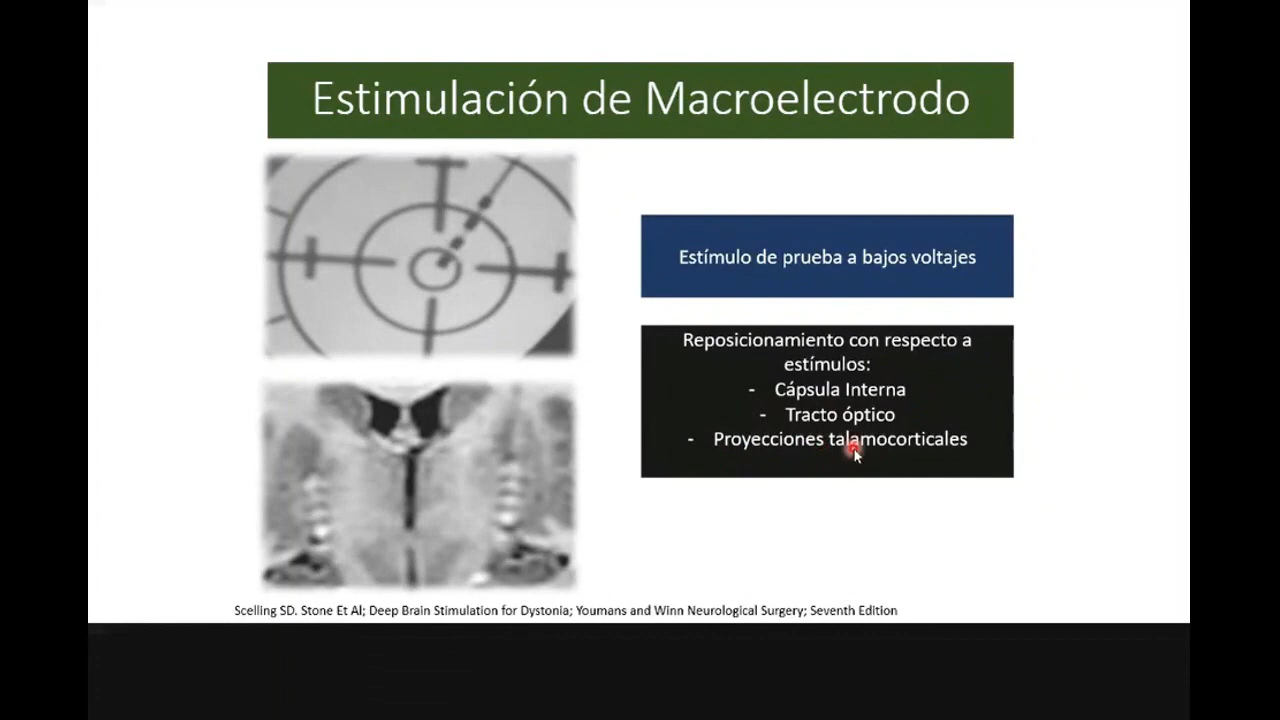 Estimulación de Macroelectrodo
Estímulo de prueba a bajos voltajes
Reposicionamiento con respecto a
estímulos:
- Cápsula Interna
- Tracto óptico
- Proyecciones talamocorticales
Scelling SD. Stone Et Al; Deep Brain Stimulation for Dystonia; Youmans and Winn Neurological Surgery; Seventh Edition